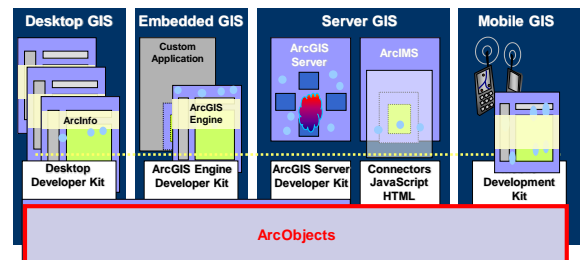 Desktop GIS
Embedded GIS
Server GIS
Mobile GIS
Custom
Application
ArcGIS
Server
ArcIMS
ArcInfo
ArcGIS
Engine
Desktop
Developer Kit
ArcGIS Engine
Developer Kit
ArcGIS Server
Developer Kit
Connectors
JavaScript
HTML
Development
Kit
ArcObjects